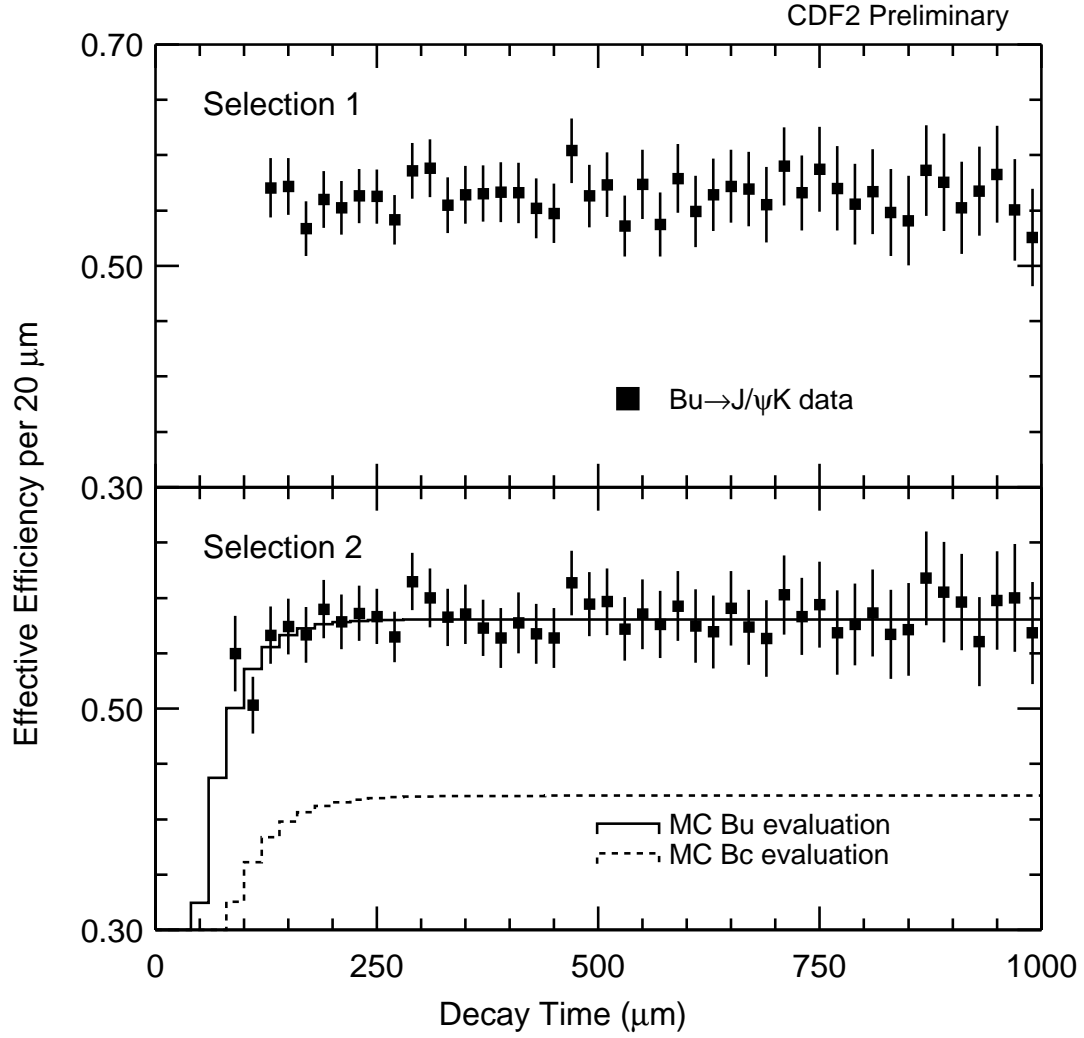 CDF2 Preliminary
0.70
Selection 1
0.50
Bu→J/ψK data
0.30
Effective Efficiency per 20 μm
Selection 2
0.50
MC Bu evaluation
MC Bc evaluation
0.30
0 250 500 750 1000
Decay Time (μm)